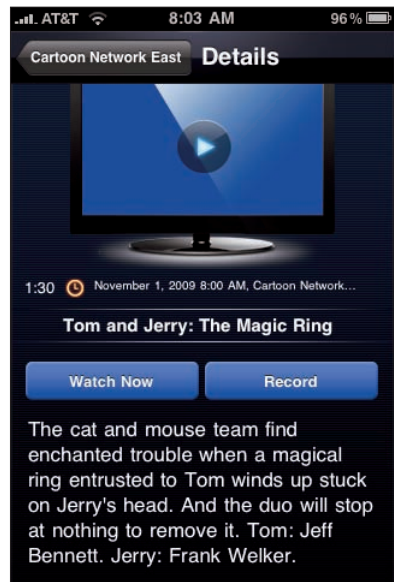 AT&T 8:03 AM 96%
Cartoon Network East Details
1:30 November 1, 2009 8:00 AM, Cartoon Network...
Tom and Jerry: The Magic Ring
Watch Now Record
The cat and mouse team find
enchanted trouble when a magical
ring entrusted to Tom winds up stuck
on Jerry's head. And the duo will stop
at nothing to remove it. Tom: Jeff
Bennett. Jerry: Frank Welker.